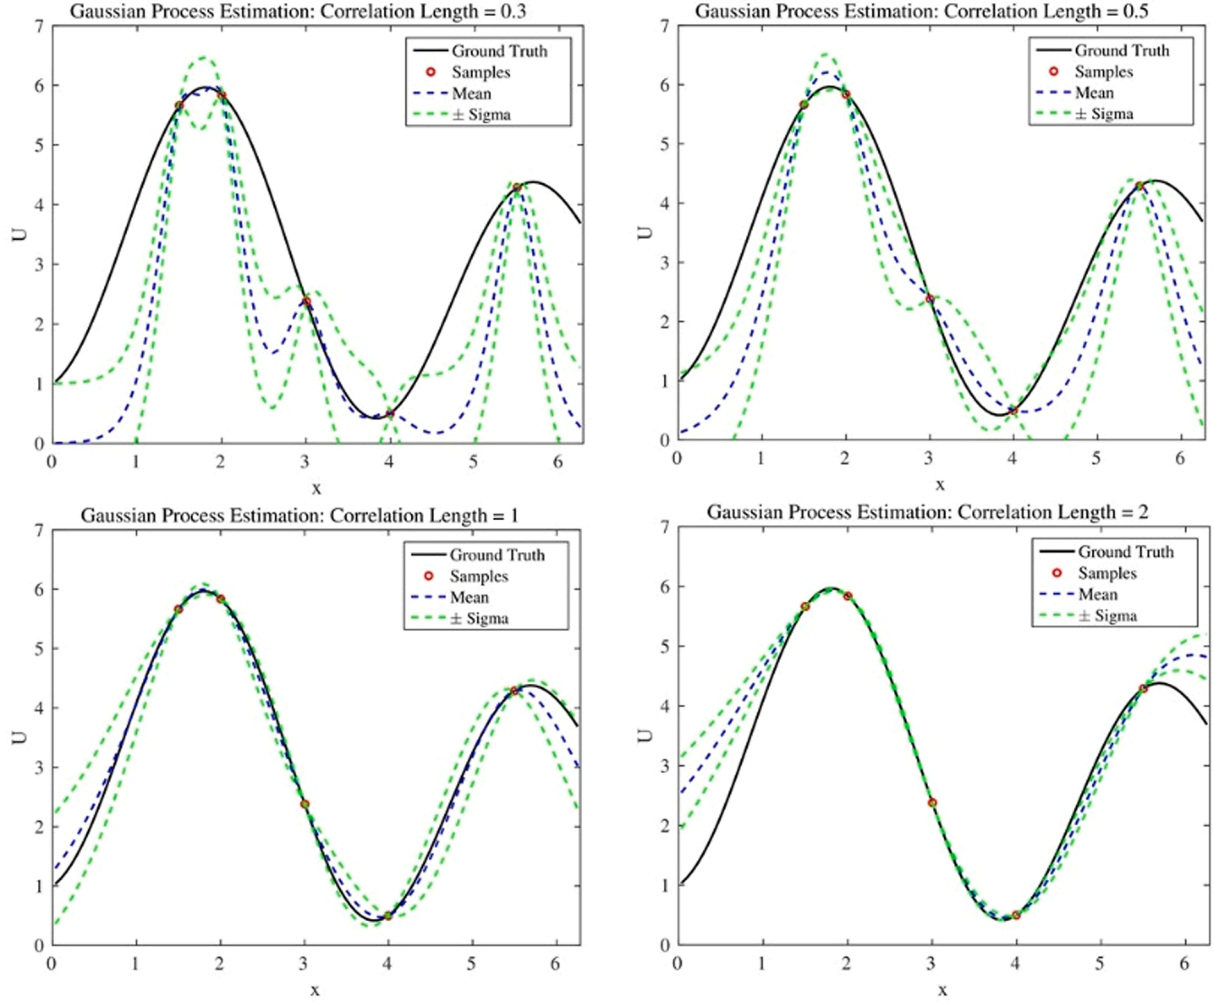 Gaussian Process Estimation: Correlation Length = 0.3
7
6
5
4
3
2
1
0
U
0 1 2 3 4 5 6
x
Ground Truth
Samples
Mean
± Sigma
Gaussian Process Estimation: Correlation Length = 0.5
7
6
5
4
3
2
1
0
U
0 1 2 3 4 5 6
x
Ground Truth
Samples
Mean
± Sigma
Gaussian Process Estimation: Correlation Length = 1
7
6
5
4
3
2
1
0
U
0 1 2 3 4 5 6
x
Ground Truth
Samples
Mean
± Sigma
Gaussian Process Estimation: Correlation Length = 2
7
6
5
4
3
2
1
0
U
0 1 2 3 4 5 6
x
Ground Truth
Samples
Mean
± Sigma